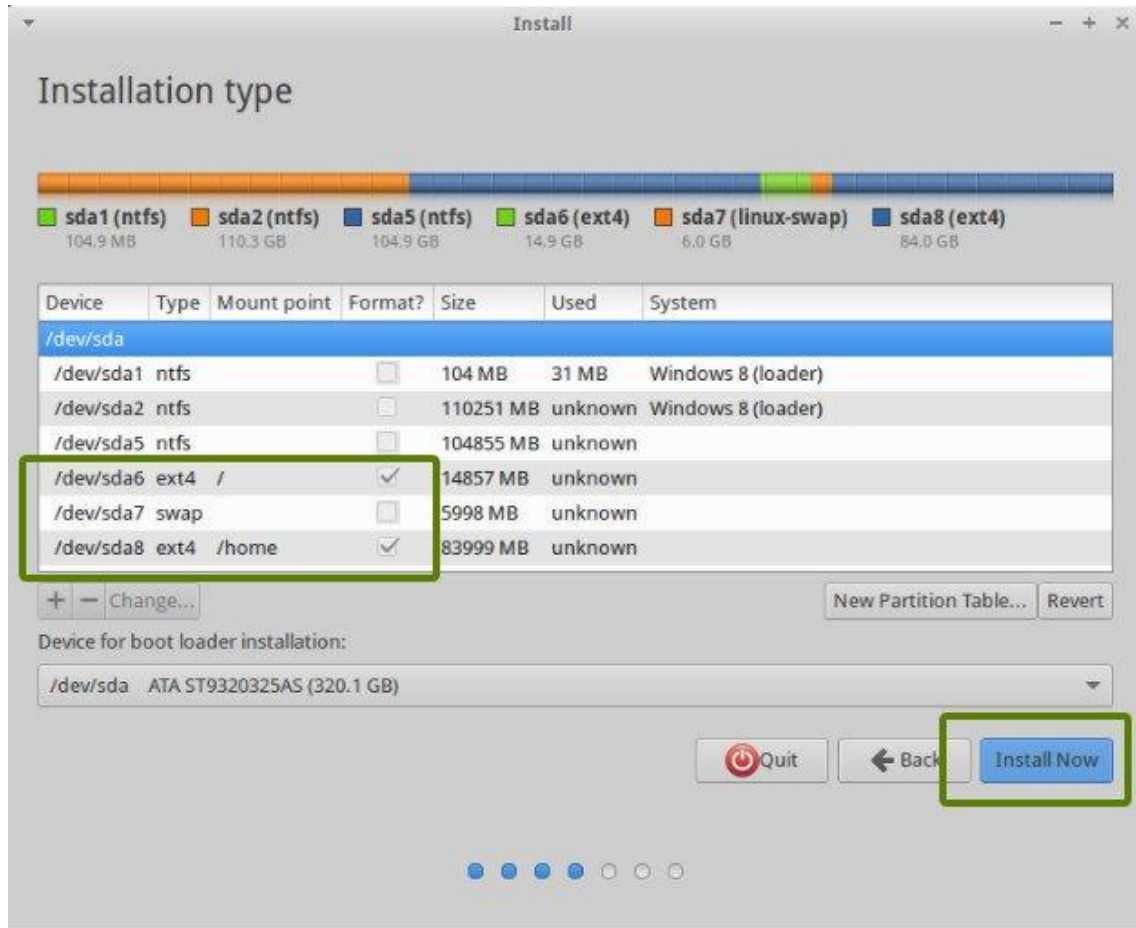 Install
Installation type
sda1 (ntfs) sda2 (ntfs) sda5 (ntfs) sda6 (ext4) sda7 (linux-swap) sda8 (ext4)
104.9 MB 110.3 GB 104.9 GB 14.9 GB 6.0 GB 84.0 GB
Device Type Mount point Format? Size Used System
/dev/sda
/dev/sda1 ntfs 104 MB 31 MB Windows 8 (loader)
/dev/sda2 ntfs 110251 MB unknown Windows 8 (loader)
/dev/sda5 ntfs 104855 MB unknown
/dev/sda6 ext4 / 14857 MB unknown
/dev/sda7 swap 5998 MB unknown
/dev/sda8 ext4 /home 83999 MB unknown
+ − Change... New Partition Table... Revert
Device for boot loader installation:
/dev/sda ATA ST9320325AS (320.1 GB)
Quit Back Install Now